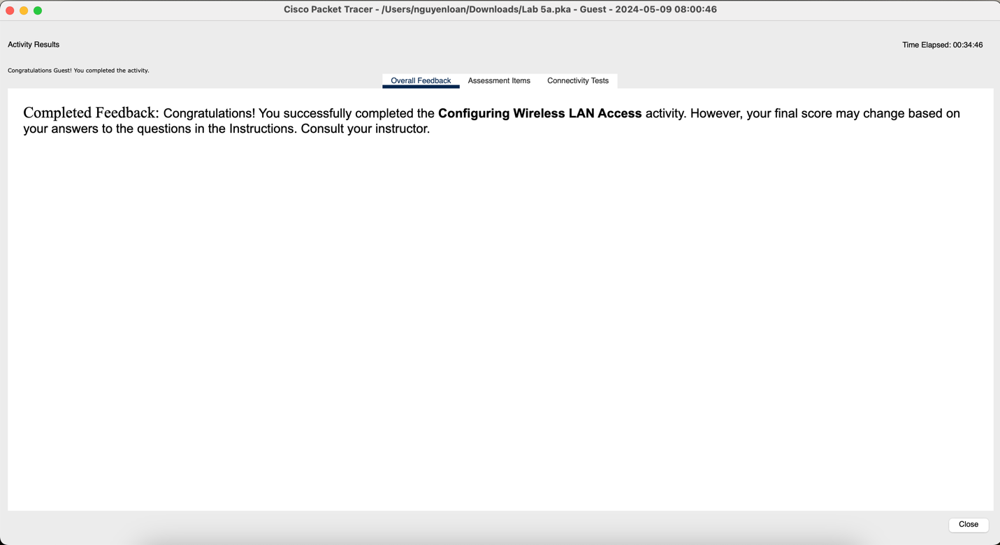 Cisco Packet Tracer - /Users/nguyenloan/Downloads/Lab 5a.pka - Guest - 2024-05-09 08:00:46
Activity Results
Time Elapsed: 00:34:46
Congratulations Guest! You completed the activity.
Overall Feedback
Assessment Items
Connectivity Tests
Completed Feedback: Congratulations! You successfully completed the Configuring Wireless LAN Access activity. However, your final score may change based on
your answers to the questions in the Instructions. Consult your instructor.
Close